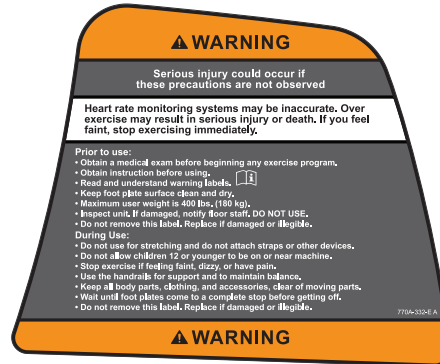 ⚠ WARNING
Serious injury could occur if
these precautions are not observed
Heart rate monitoring systems may be inaccurate. Over
exercise may result in serious injury or death. If you feel
faint, stop exercising immediately.
Prior to use:
• Obtain a medical exam before beginning any exercise program.
• Obtain instruction before using.
• Read and understand warning labels.
• Keep foot plate surface clean and dry.
• Maximum user weight is 400 lbs. (180 kg).
• Inspect unit. If damaged, notify floor staff. DO NOT USE.
• Do not remove this label. Replace if damaged or illegible.
During Use:
• Do not use for stretching and do not attach straps or other devices.
• Do not allow children 12 or younger to be on or near machine.
• Stop exercise if feeling faint, dizzy, or have pain.
• Use the handrails for support and to maintain balance.
• Keep all body parts, clothing, and accessories, clear of moving parts.
• Wait until foot plates come to a complete stop before getting off.
• Do not remove this label. Replace if damaged or illegible.
770A-332-E A
⚠ WARNING